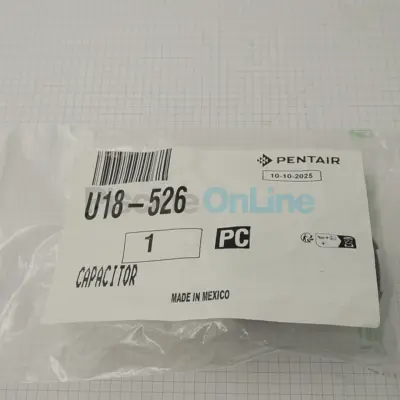 PENTAIR
10-10-2025
U18-526
OnLine
1
PC
CAPACITOR
MADE IN MEXICO